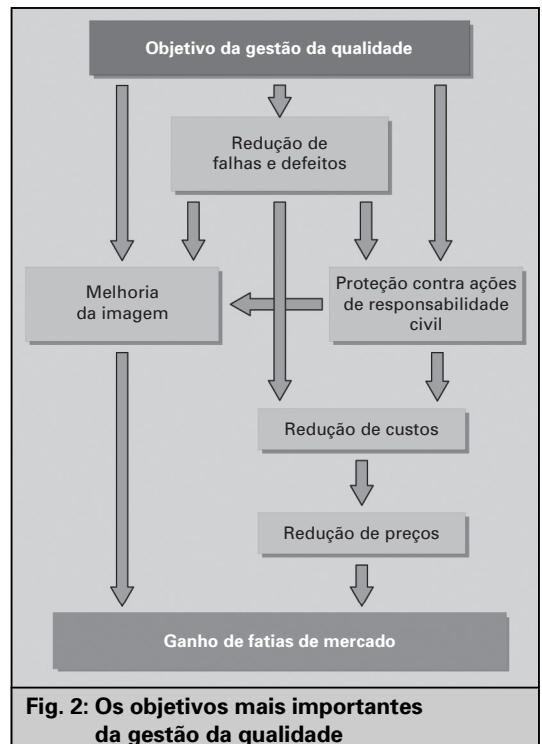 Objetivo da gestão da qualidade
Redução de
falhas e defeitos
Melhoria
da imagem
Proteção contra ações
de responsabilidade
civil
Redução de custos
Redução de preços
Ganho de fatias de mercado
Fig. 2: Os objetivos mais importantes
da gestão da qualidade